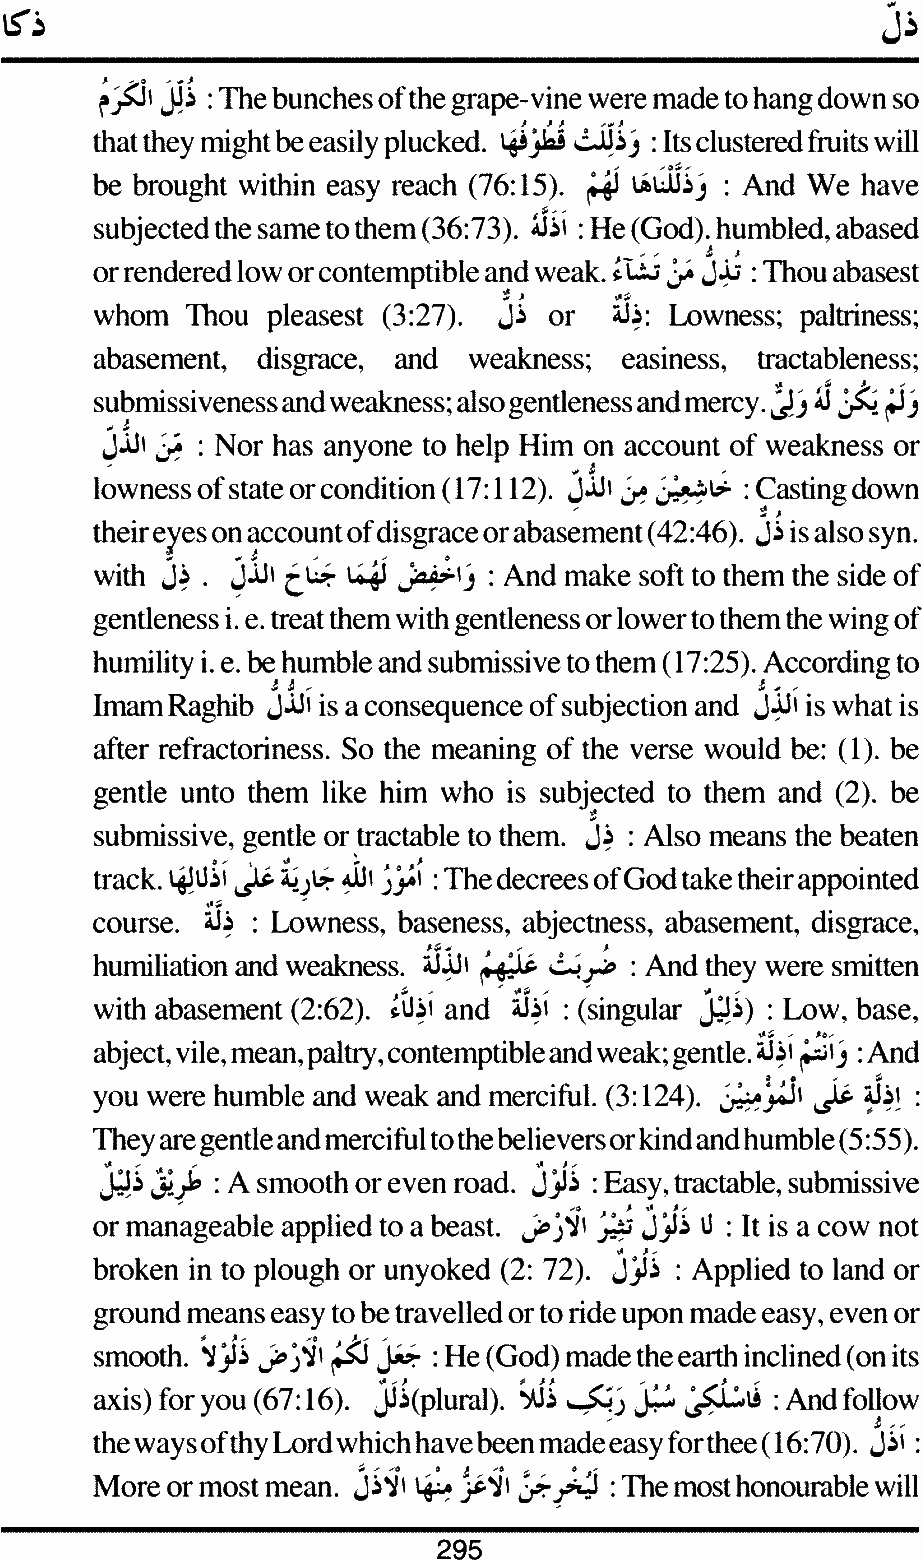 ذکا ذلّ
ذُلِّلَ الْكَرَمُ : The bunches of the grape-vine were made to hang down so
that they might be easily plucked. وَذُلِّلَتْ قُطُوْفُهَا : Its clustered fruits will
be brought within easy reach (76:15). وَذَلَّلْنَاهَا لَهُمْ : And We have
subjected the same to them (36:73). اَذَلَّهُ : He (God). humbled, abased
or rendered low or contemptible and weak. تُذِلُّ مَنْ تَشَآءُ : Thou abasest
whom Thou pleasest (3:27). ذُلٌّ or ذِلَّةٌ: Lowness; paltriness;
abasement, disgrace, and weakness; easiness, tractableness;
submissiveness and weakness; also gentleness and mercy. وَلَمْ يَكُنْ لَّهُ وَلِىٌّ
مِّنَ الذُّلِّ : Nor has anyone to help Him on account of weakness or
lowness of state or condition (17:112). خَاشِعِيْنَ مِنَ الذُّلِّ : Casting down
their eyes on account of disgrace or abasement (42:46). ذُلٌّ is also syn.
with ذِلٌّ . وَاخْفِضْ لَهُمَا جَنَاحَ الذُّلِّ : And make soft to them the side of
gentleness i. e. treat them with gentleness or lower to them the wing of
humility i. e. be humble and submissive to them (17:25). According to
Imam Raghib اَلذُّلُّ is a consequence of subjection and اَلذِّلُّ is what is
after refractoriness. So the meaning of the verse would be: (1). be
gentle unto them like him who is subjected to them and (2). be
submissive, gentle or tractable to them. ذِلٌّ : Also means the beaten
track. اُمُوْرُ اللّٰهِ جَارِيَةٌ عَلٰى اَذْلَالِهَا : The decrees of God take their appointed
course. ذِلَّةٌ : Lowness, baseness, abjectness, abasement, disgrace,
humiliation and weakness. ضُرِبَتْ عَلَيْهِمُ الذِّلَّةُ : And they were smitten
with abasement (2:62). اَذِلَّآءُ and اَذِلَّةٌ : (singular ذَلِيْلٌ) : Low, base,
abject, vile, mean, paltry, contemptible and weak; gentle. وَاَنْتُمْ اَذِلَّةٌ : And
you were humble and weak and merciful. (3:124). اِذِلَّةٍ عَلَى الْمُؤْمِنِيْنَ :
They are gentle and merciful to the believers or kind and humble (5:55).
طَرِيْقٌ ذَلِيْلٌ : A smooth or even road. ذَلُوْلٌ : Easy, tractable, submissive
or manageable applied to a beast. لَا ذَلُوْلٌ تُثِيْرُ الْاَرْضَ : It is a cow not
broken in to plough or unyoked (2: 72). ذَلُوْلٌ : Applied to land or
ground means easy to be travelled or to ride upon made easy, even or
smooth. جَعَلَ لَكُمُ الْاَرْضَ ذَلُوْلاً : He (God) made the earth inclined (on its
axis) for you (67:16). ذُلُلٌ(plural). فَاسْلُكِىْ سُبُلَ رَبِّكِ ذُلُلاً : And follow
the ways of thy Lord which have been made easy for thee (16:70). اَذَلُّ :
More or most mean. لَيُخْرِجَنَّ الْاَعَزُّ مِنْهَا الْاَذَلَّ : The most honourable will
295